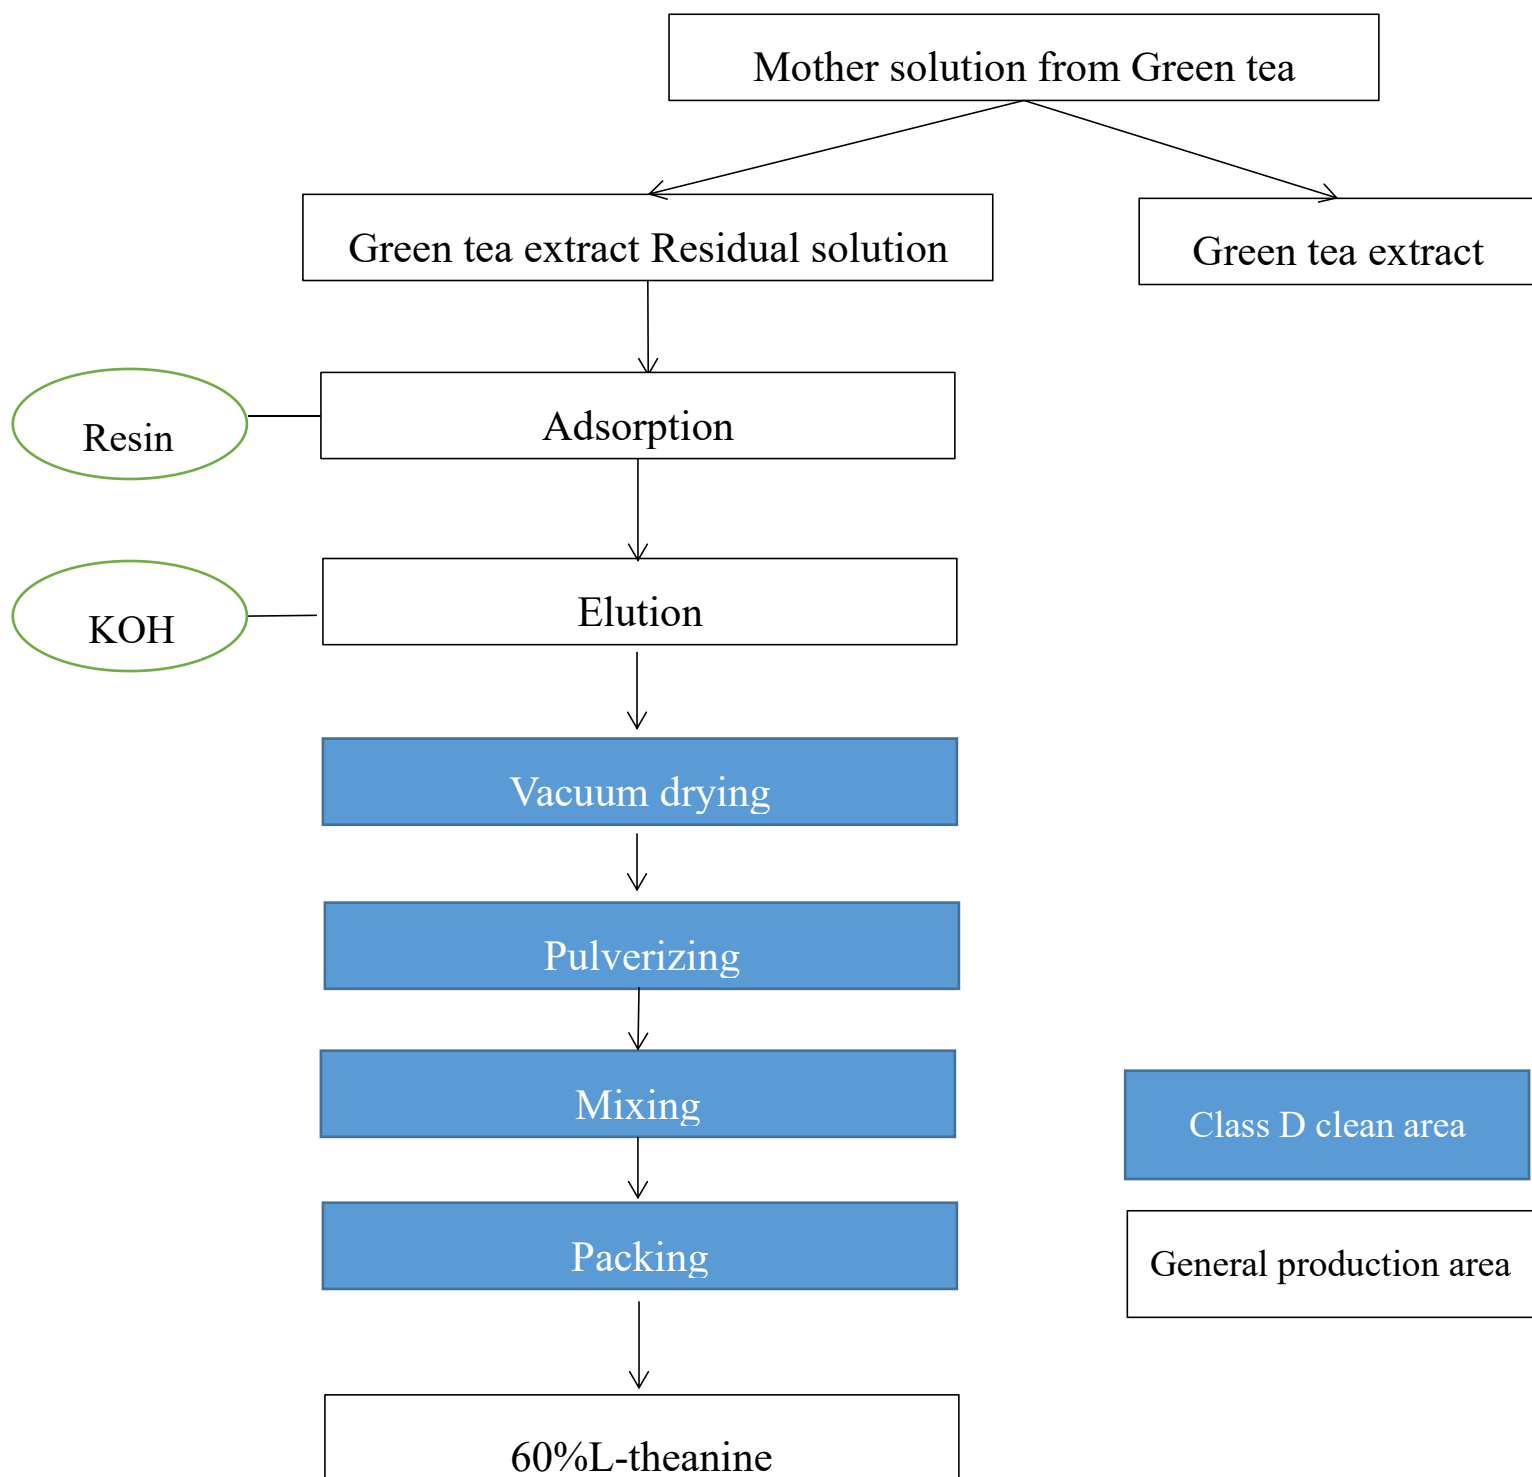 Mother solution from Green tea
Green tea extract Residual solution
Green tea extract
Resin
Adsorption
KOH
Elution
Vacuum drying
Pulverizing
Mixing
Class D clean area
Packing
General production area
60%L-theanine